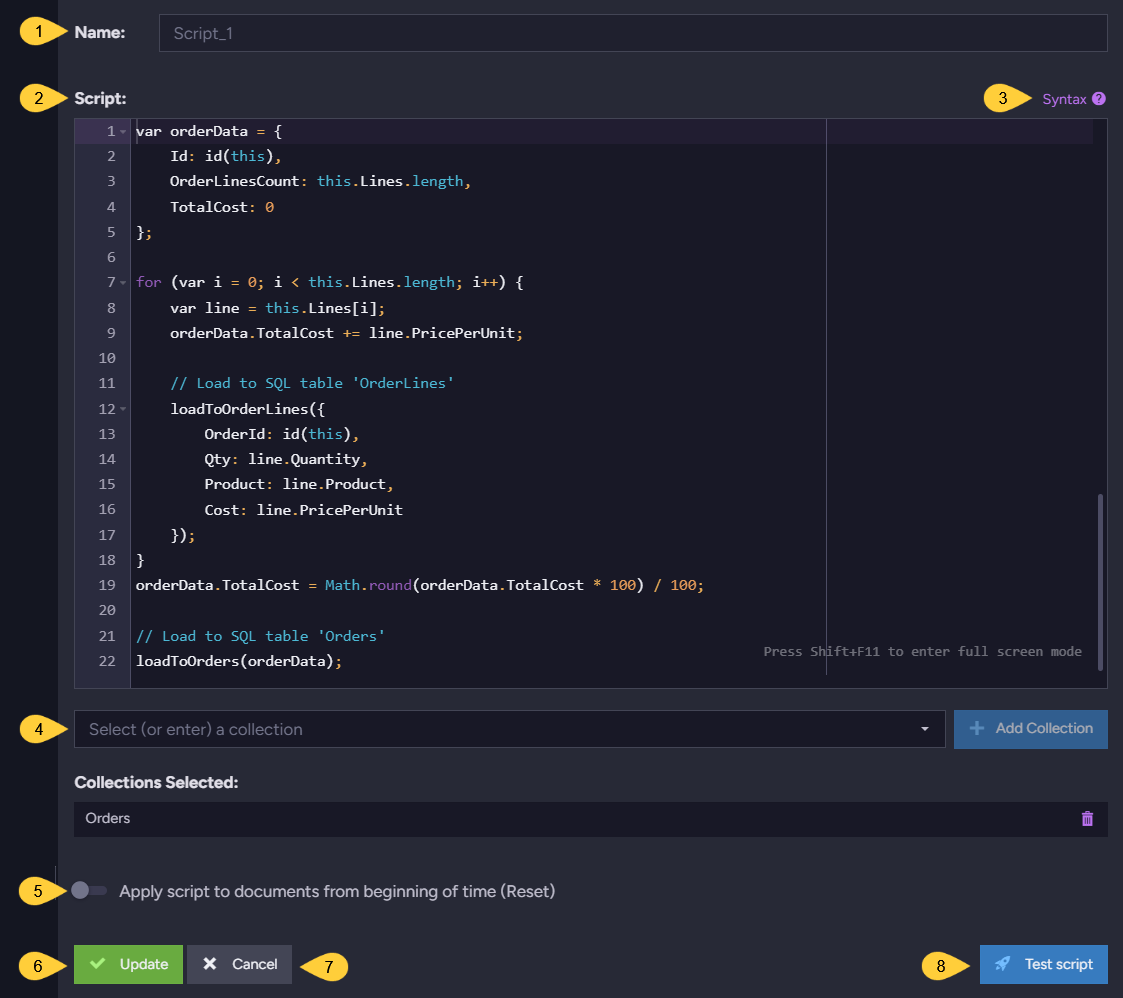 1 Name: Script_1
2 Script: 3 Syntax ?
1 var orderData = {
2     Id: id(this),
3     OrderLinesCount: this.Lines.length,
4     TotalCost: 0
5 };
6
7 for (var i = 0; i < this.Lines.length; i++) {
8     var line = this.Lines[i];
9     orderData.TotalCost += line.PricePerUnit;
10
11     // Load to SQL table 'OrderLines'
12     loadToOrderLines({
13         OrderId: id(this),
14         Qty: line.Quantity,
15         Product: line.Product,
16         Cost: line.PricePerUnit
17     });
18 }
19 orderData.TotalCost = Math.round(orderData.TotalCost * 100) / 100;
20
21 // Load to SQL table 'Orders'
Press Shift+F11 to enter full screen mode
22 loadToOrders(orderData);
4 Select (or enter) a collection Add Collection
Collections Selected:
Orders
5 Apply script to documents from beginning of time (Reset)
6 Update Cancel 7 8 Test script